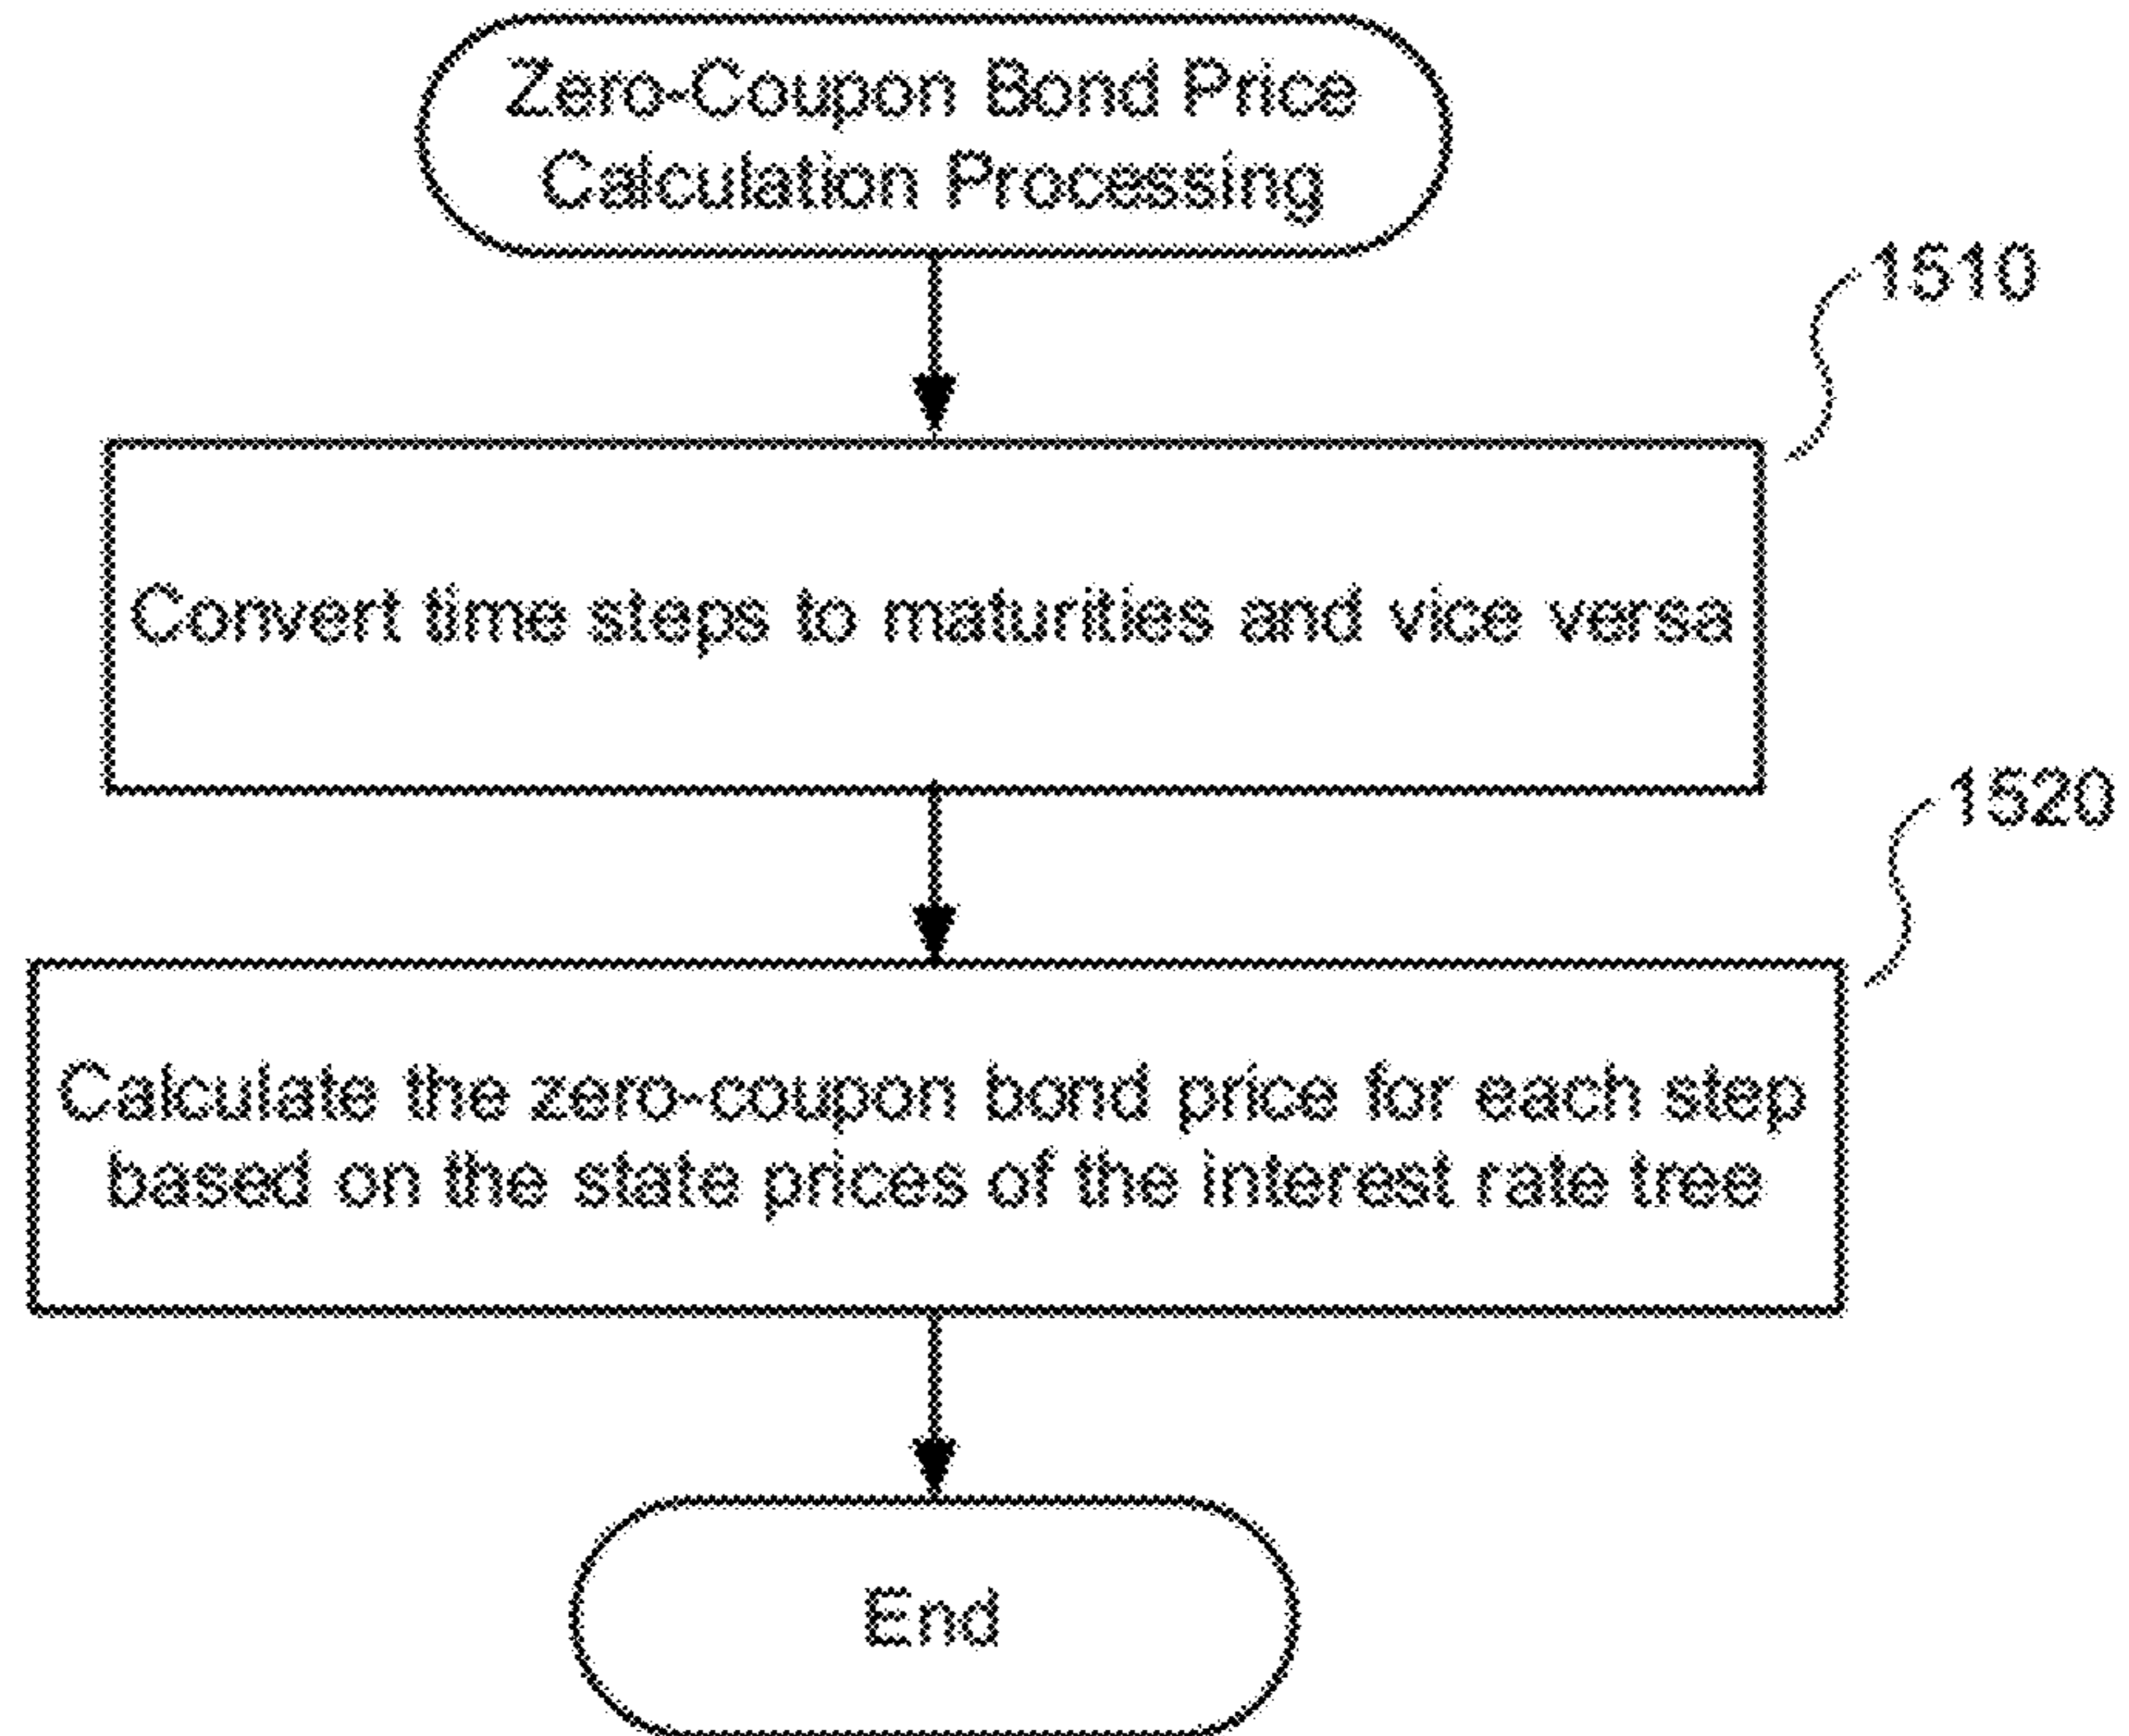 Zero-Coupon Bond Price
Calculation Processing
1510
Convert time steps to maturities and vice versa
1520
Calculate the zero-coupon bond price for each step
based on the state prices of the interest rate tree
End